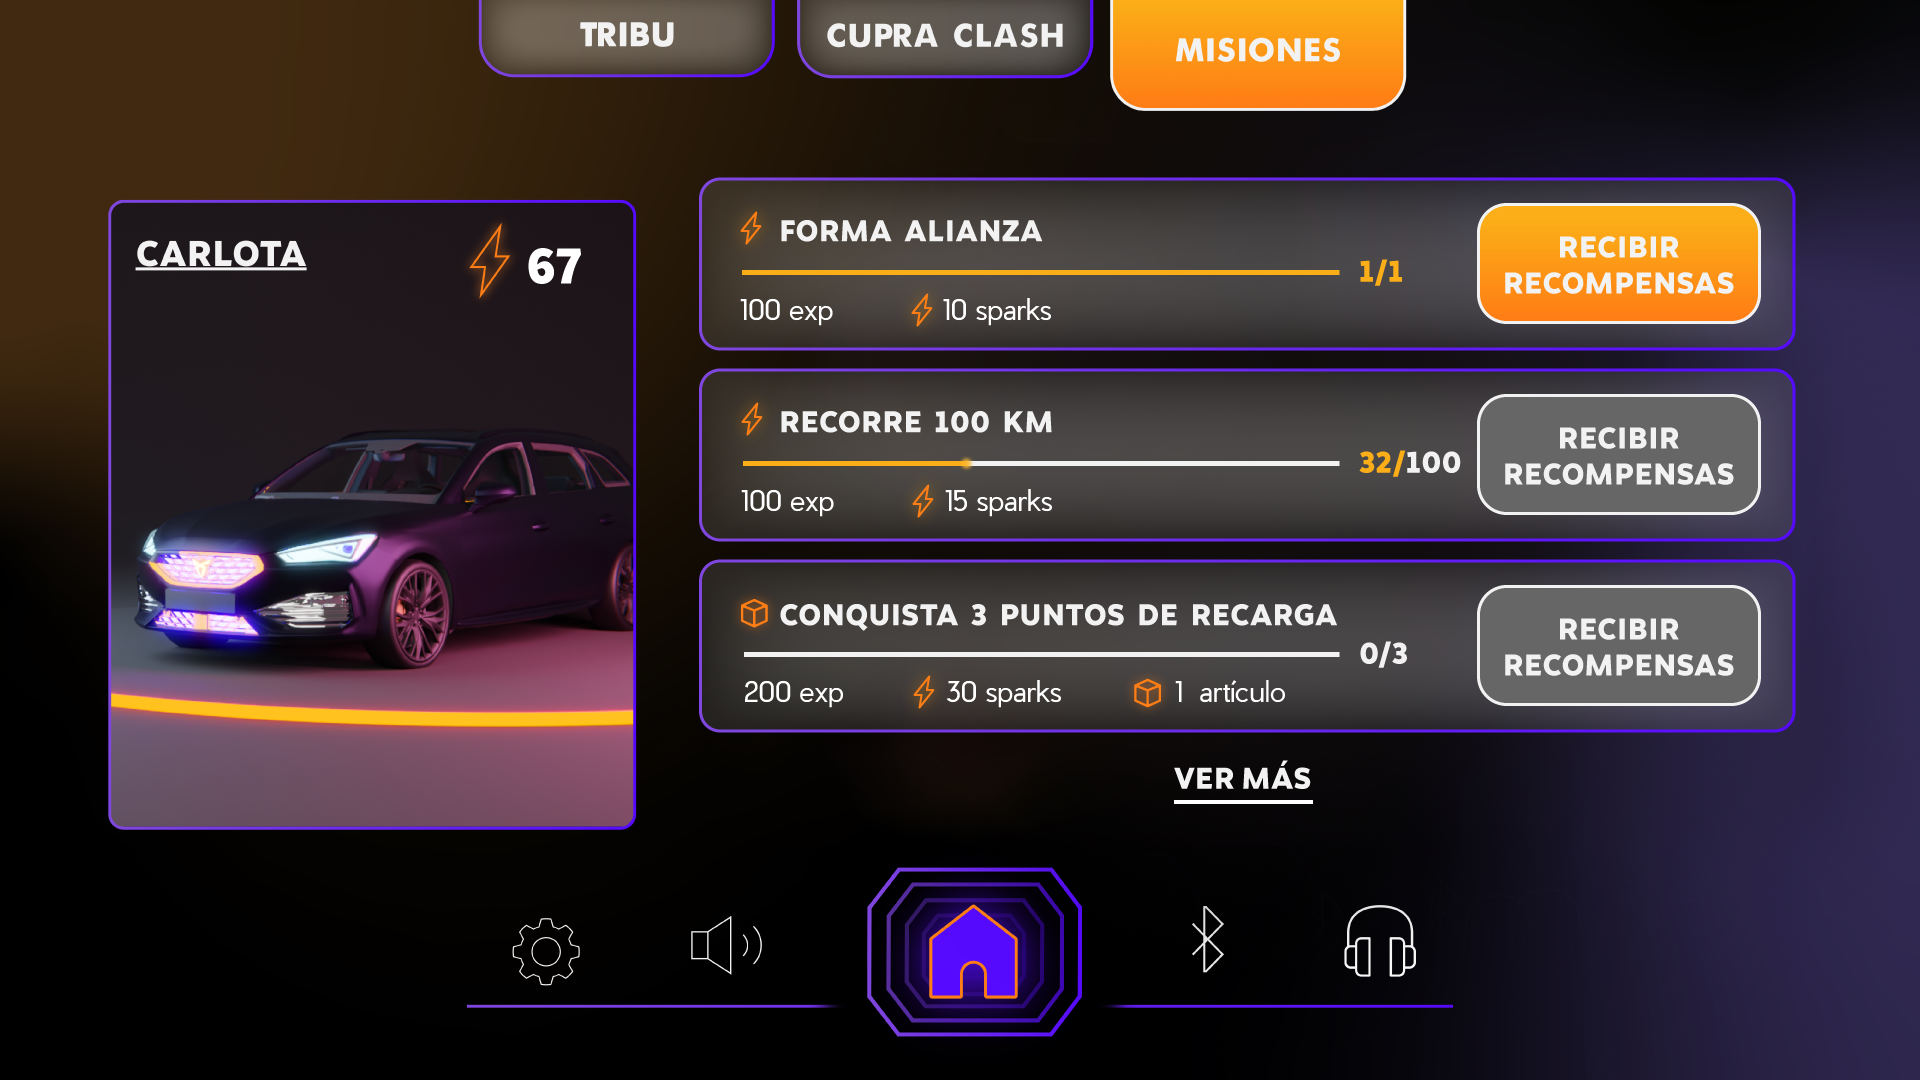 TRIBU
CUPRA CLASH
MISIONES
CARLOTA
67
FORMA ALIANZA
1/1
100 exp
10 sparks
RECIBIR
RECOMPENSAS
RECORRE 100 KM
32/100
100 exp
15 sparks
RECIBIR
RECOMPENSAS
CONQUISTA 3 PUNTOS DE RECARGA
0/3
200 exp
30 sparks
1 artículo
RECIBIR
RECOMPENSAS
VER MÁS